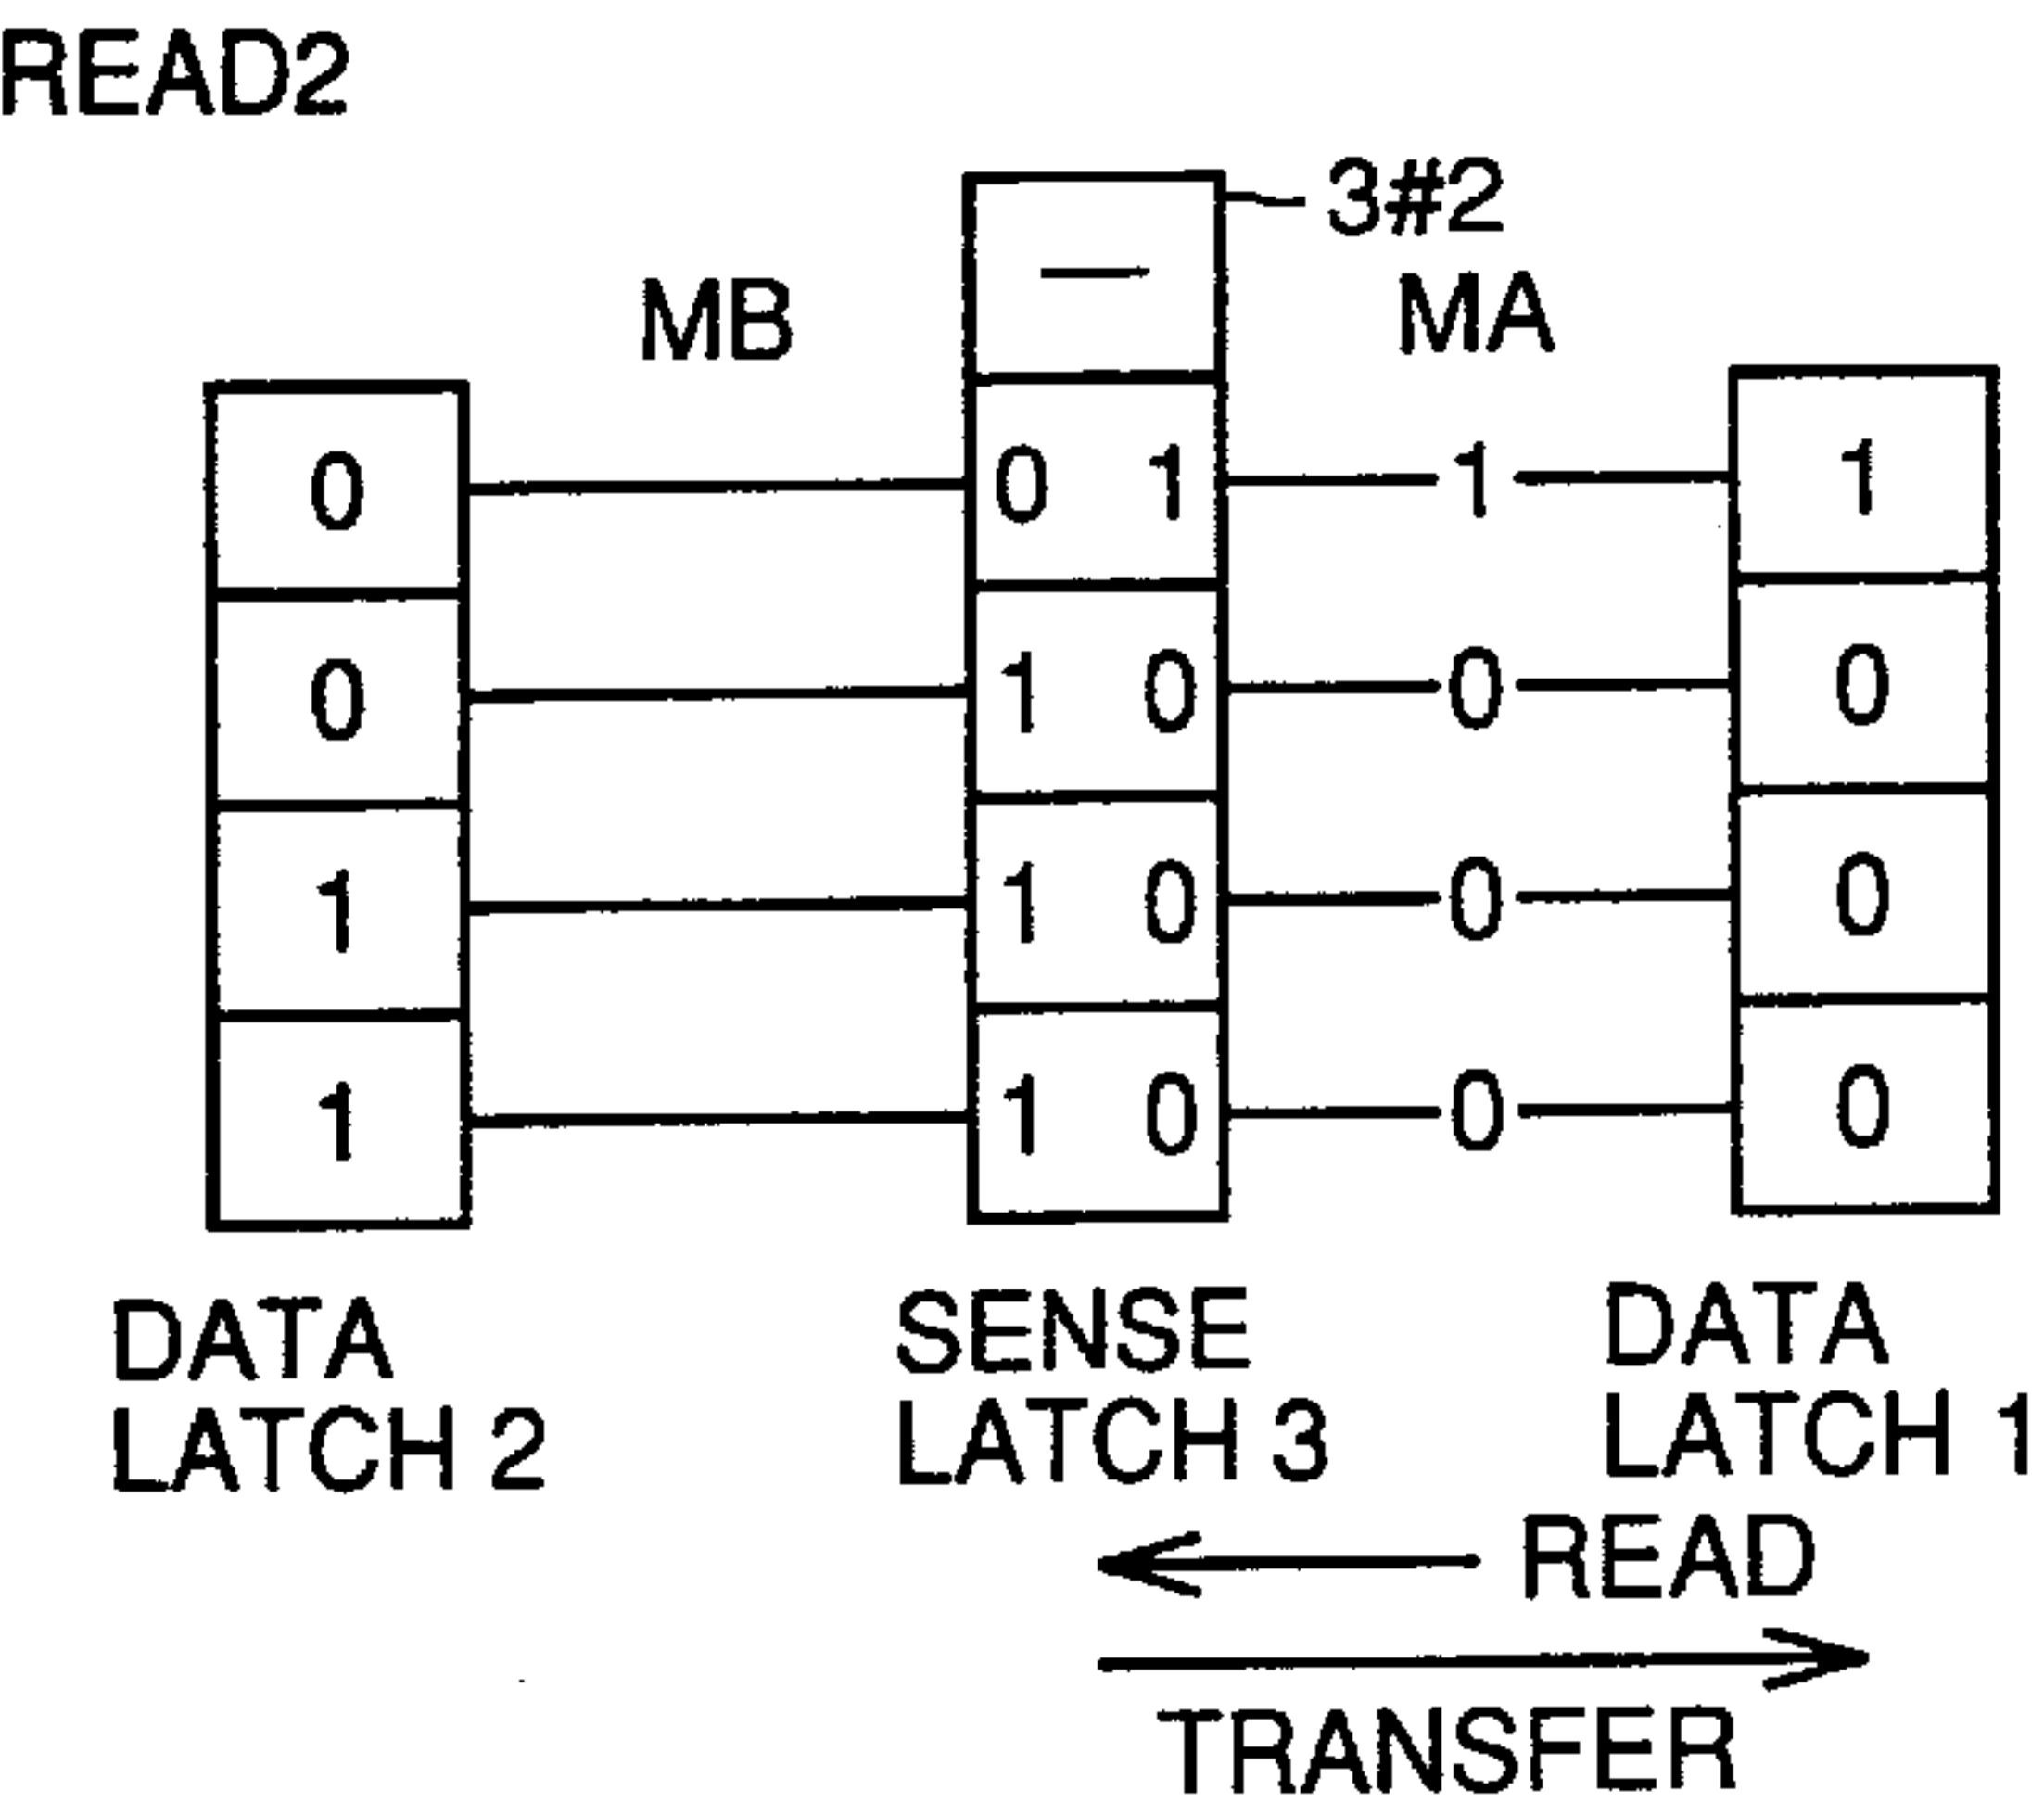 READ2
3#2
MB
MA
0 0 1 1 1
0 1 0 0 0
1 1 0 0 0
1 1 0 0 0
DATA LATCH 2
SENSE LATCH 3
DATA LATCH 1
READ
TRANSFER